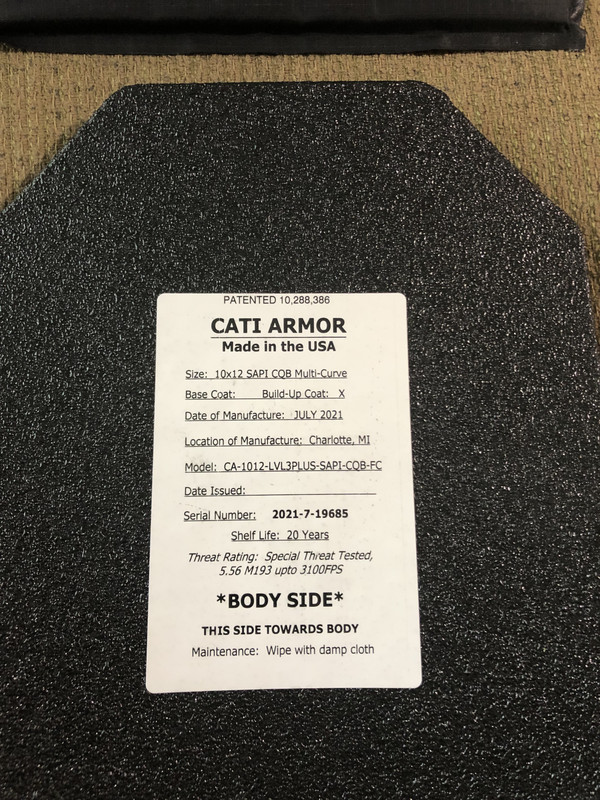 PATENTED 10,288,386
CATI ARMOR
Made in the USA
Size: 10x12 SAPI CQB Multi-Curve
Base Coat: Build-Up Coat: X
Date of Manufacture: JULY 2021
Location of Manufacture: Charlotte, MI
Model: CA-1012-LVL3PLUS-SAPI-CQB-FC
Date Issued:
Serial Number: 2021-7-19685
Shelf Life: 20 Years
Threat Rating: Special Threat Tested,
5.56 M193 upto 3100FPS
*BODY SIDE*
THIS SIDE TOWARDS BODY
Maintenance: Wipe with damp cloth